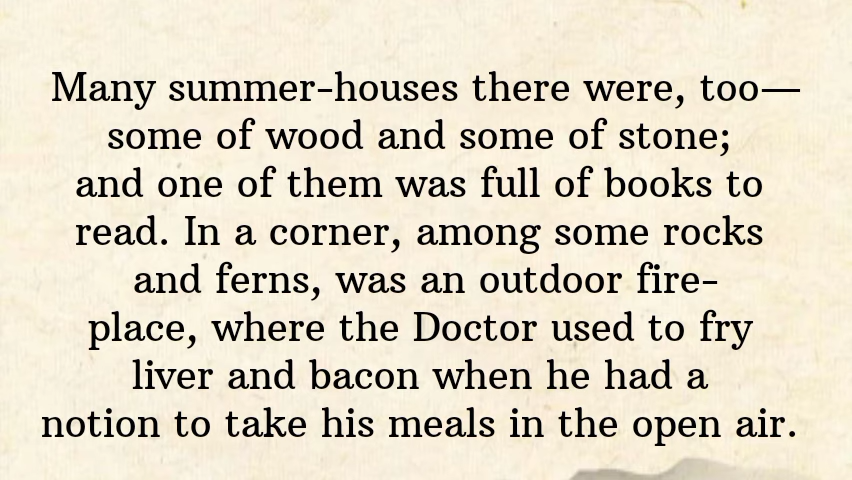 Many summer-houses there were, too—
some of wood and some of stone;
and one of them was full of books to
read. In a corner, among some rocks
and ferns, was an outdoor fire-
place, where the Doctor used to fry
liver and bacon when he had a
notion to take his meals in the open air.